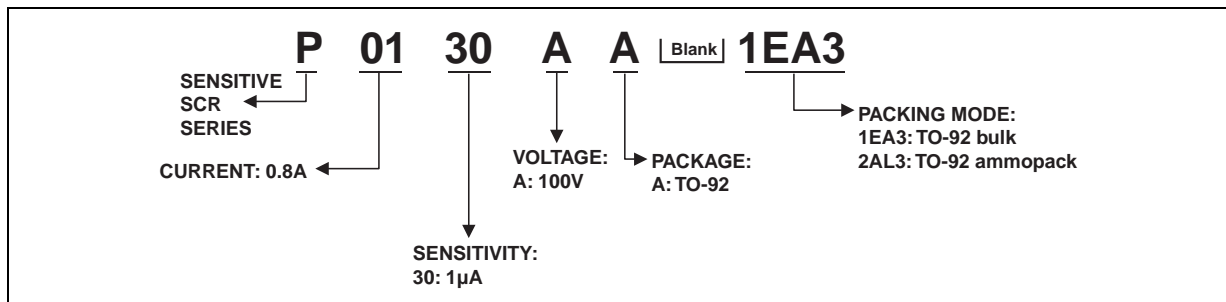 P 01 30 A A Blank 1EA3
SENSITIVE
SCR
SERIES
CURRENT: 0.8A
SENSITIVITY:
30: 1µA
VOLTAGE:
A: 100V
PACKAGE:
A: TO-92
PACKING MODE:
1EA3: TO-92 bulk
2AL3: TO-92 ammopack